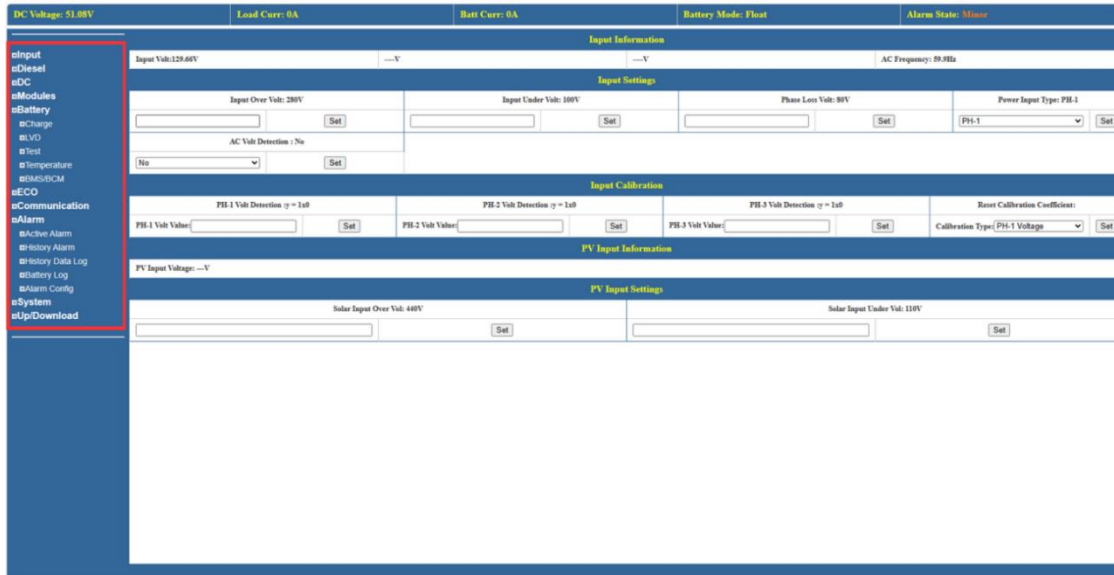 DC Voltage: 51.08V Load Curr: 0A Batt Curr: 0A Battery Mode: Float Alarm State: Minor
Input
Diesel
DC
Modules
Battery
Charge
LVD
Test
Temperature
BMS/BCM
ECO
Communication
Alarm
Active Alarm
History Alarm
History Data Log
Battery Log
Alarm Config
System
Up/Download
Input Information
Input Volt:129.66V ----V ----V AC Frequency: 59.9Hz
Input Settings
Input Over Volt: 280V Input Under Volt: 100V Phase Loss Volt: 80V Power Input Type: PH-1
Set Set Set PH-1 Set
AC Volt Detection : No
No Set
Input Calibration
PH-1 Volt Detection :y = 1x0 PH-2 Volt Detection :y = 1x0 PH-3 Volt Detection :y = 1x0 Reset Calibration Coefficient:
PH-1 Volt Value: Set PH-2 Volt Value: Set PH-3 Volt Value: Set Calibration Type: PH-1 Voltage Set
PV Input Information
PV Input Voltage: ---V
PV Input Settings
Solar Input Over Vol: 440V Solar Input Under Vol: 110V
Set Set